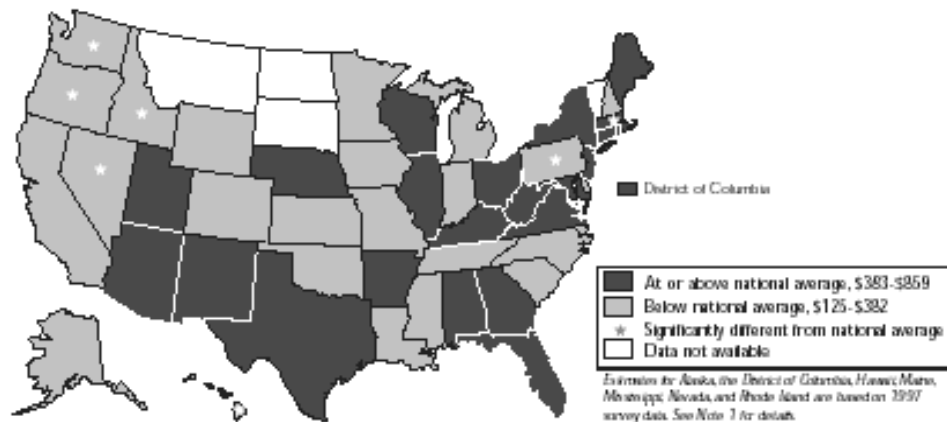 District of Columbia
At or above national average, $383-$859
Below national average, $125-$382
Significantly different from national average
Data not available
Estimates for Alaska, the District of Columbia, Hawaii, Maine,
Mississippi, Nevada, and Rhode Island are based on 1997
survey data. See Note 1 for details.